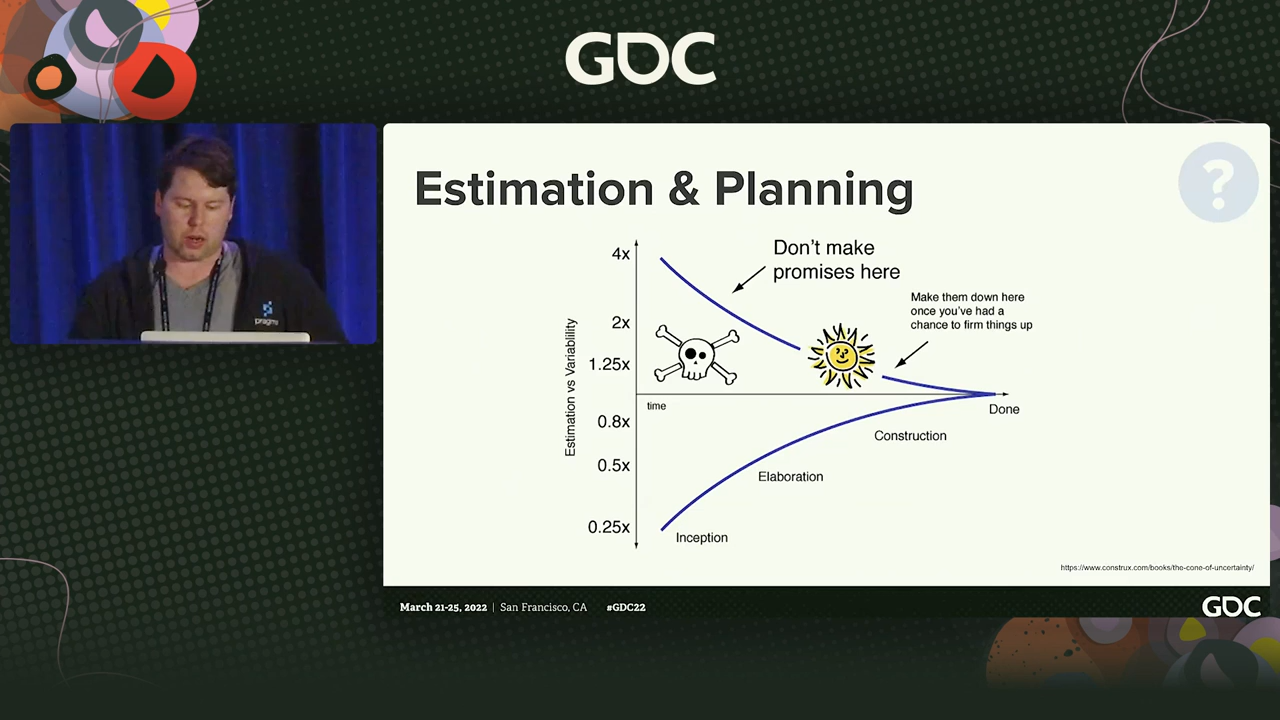 GDC
Estimation & Planning
?
4x
2x
1.25x
0.8x
0.5x
0.25x
Estimation vs Variability
Don't make
promises here
Make them down here
once you've had a
chance to firm things up
time
Done
Construction
Elaboration
Inception
https://www.construx.com/books/the-cone-of-uncertainty/
pragma
March 21-25, 2022 | San Francisco, CA #GDC22
GDC